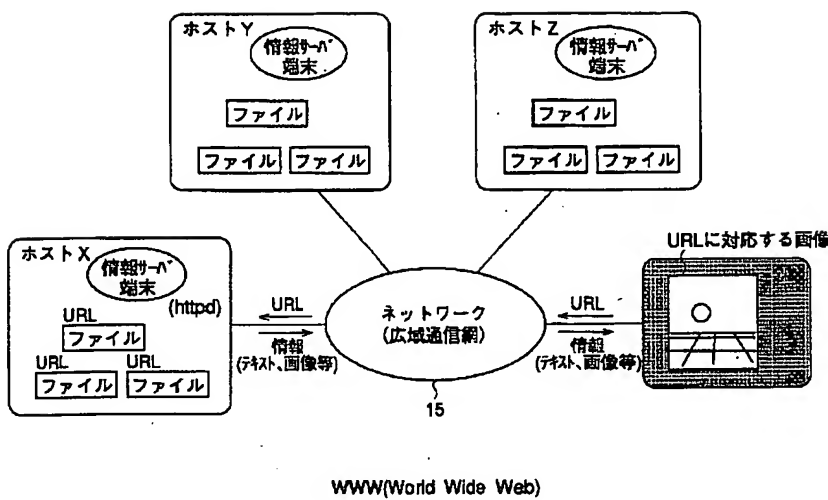 ホストY
情報サーバ
端末
ファイル
ファイル ファイル
ホストZ
情報サーバ
端末
ファイル
ファイル ファイル
ホストX
情報サーバ
端末
(httpd)
URL
ファイル
URL URL
ファイル ファイル
URL
情報
(テキスト、画像等)
ネットワーク
(広域通信網)
15
URL
情報
(テキスト、画像等)
URLに対応する画像
WWW(World Wide Web)